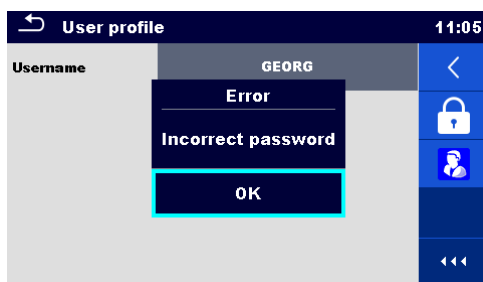 User profile 11:05
Username GEORG
Error
Incorrect password
OK